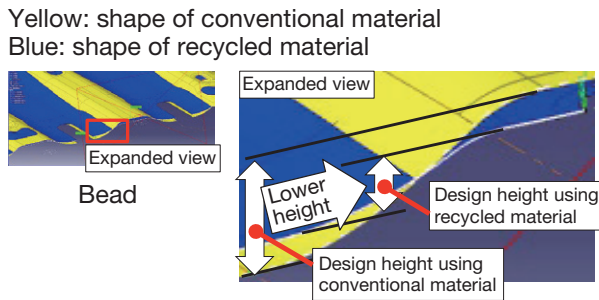 Yellow: shape of conventional material
Blue: shape of recycled material
Expanded view
Bead
Expanded view
Lower
height
Design height using
recycled material
Design height using
conventional material